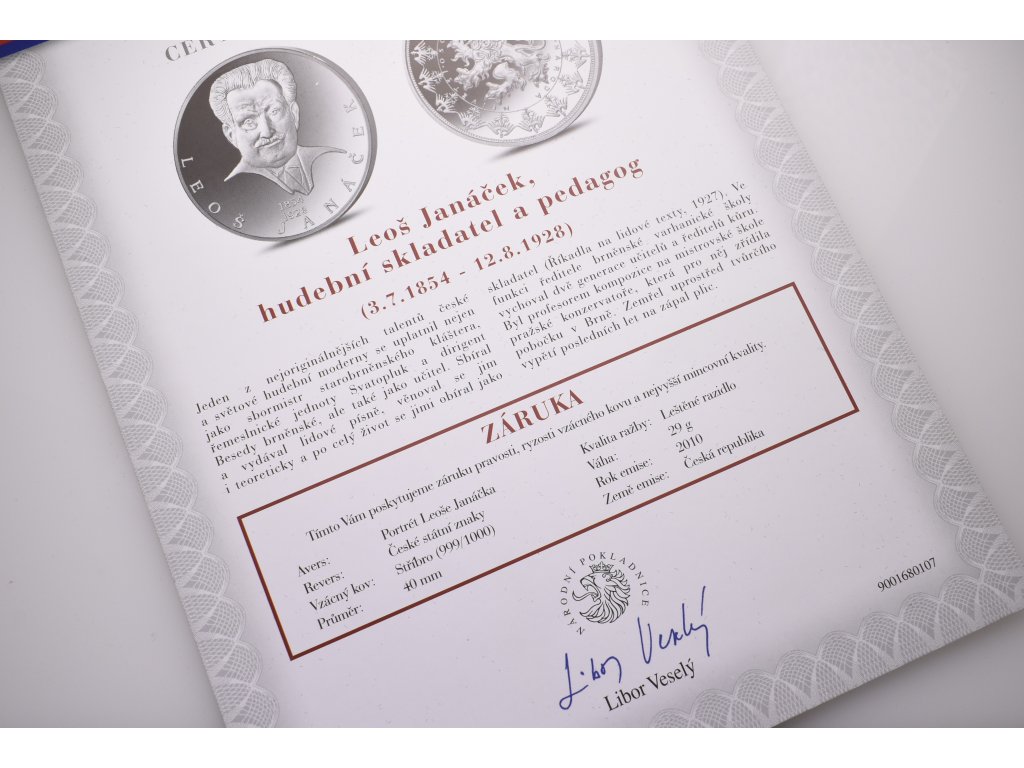 LEOŠ JANÁČEK
1854
1928
Leoš Janáček,
hudební skladatel a pedagog
(3.7.1854 - 12.8.1928)
Jeden z nejoriginálnějších talentů české
a světové hudební moderny se uplatnil nejen
jako sbormistr starobrněnského kláštera,
řemeslnické jednoty Svatopluk a dirigent
Besedy brněnské, ale také jako učitel. Sbíral
a vydával lidové písně, věnoval se jim
i teoreticky a po celý život se jimi obíral jako
skladatel (Říkadla na lidové texty, 1927). Ve
funkci ředitele brněnské varhanické školy
vychoval dvě generace učitelů a ředitelů kůru.
Byl profesorem kompozice na mistrovské škole
pražské konzervatoře, která pro něj zřídila
pobočku v Brně. Zemřel uprostřed tvůrčího
vypětí posledních let na zápal plic.
ZÁRUKA
Tímto Vám poskytujeme záruku pravosti, ryzosti vzácného kovu a nejvyšší mincovní kvality.
Avers: Portrét Leoše Janáčka
Revers: České státní znaky
Vzácný kov: Stříbro (999/1000)
Průměr: 40 mm
Kvalita ražby: Leštěné razidlo
Váha: 29 g
Rok emise: 2010
Země emise: Česká republika
NÁRODNÍ POKLADNICE
Libor Veselý
Libor Veselý
9001680107